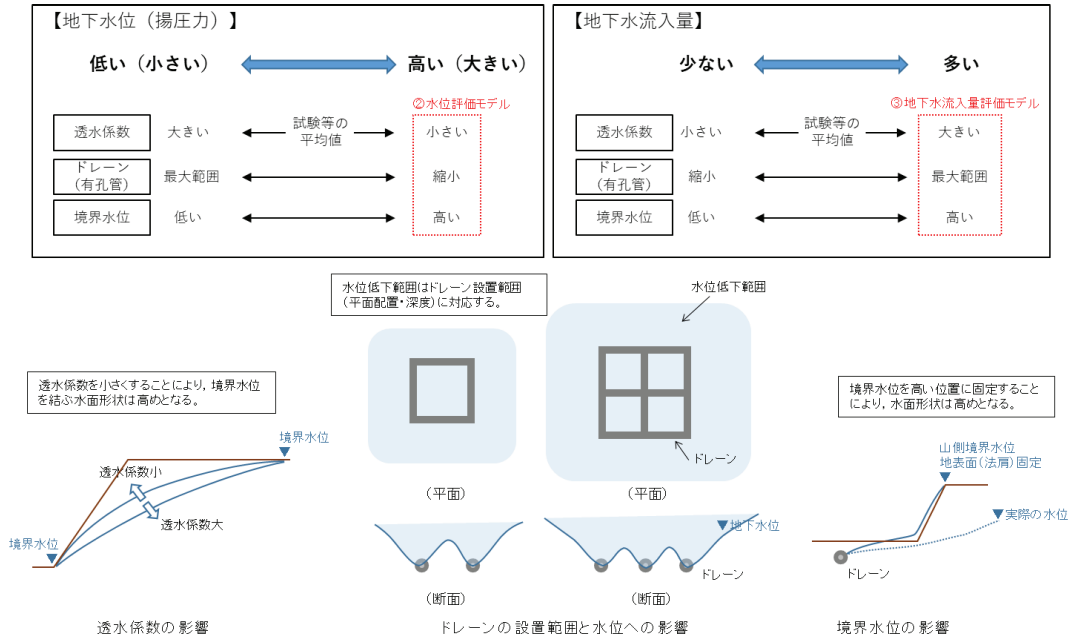 【地下水位（揚圧力）】
低い（小さい）
高い（大きい）
②水位評価モデル
透水係数
大きい
試験等の
平均値
小さい
ドレーン
(有孔管)
最大範囲
縮小
境界水位
低い
高い
【地下水流入量】
少ない
多い
③地下水流入量評価モデル
透水係数
小さい
試験等の
平均値
大きい
ドレーン
(有孔管)
縮小
最大範囲
境界水位
低い
高い
水位低下範囲はドレーン設置範囲
（平面配置・深度）に対応する。
水位低下範囲
ドレーン
（平面）
（平面）
地下水位
ドレーン
（断面）
（断面）
ドレーンの設置範囲と水位への影響
透水係数を小さくすることにより，境界水位
を結ぶ水面形状は高めとなる。
境界水位
透水係数小
透水係数大
境界水位
透水係数の影響
境界水位を高い位置に固定すること
により，水面形状は高めとなる。
山側境界水位
地表面（法肩）固定
実際の水位
ドレーン
境界水位の影響